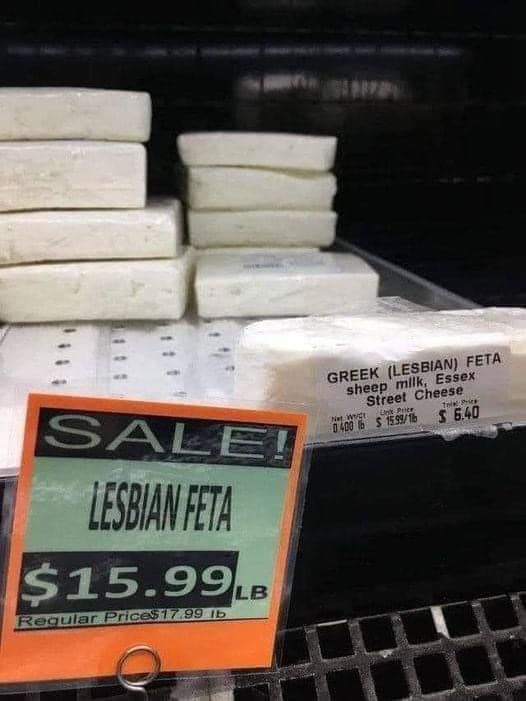 GREEK (LESBIAN) FETA
sheep milk, Essex
Street Cheese
Net Wt/Ct Unit Price Total Price
0.400 lb $ 15.99/lb $ 6.40
SALE!
LESBIAN FETA
$15.99LB
Regular Price$17.99 lb